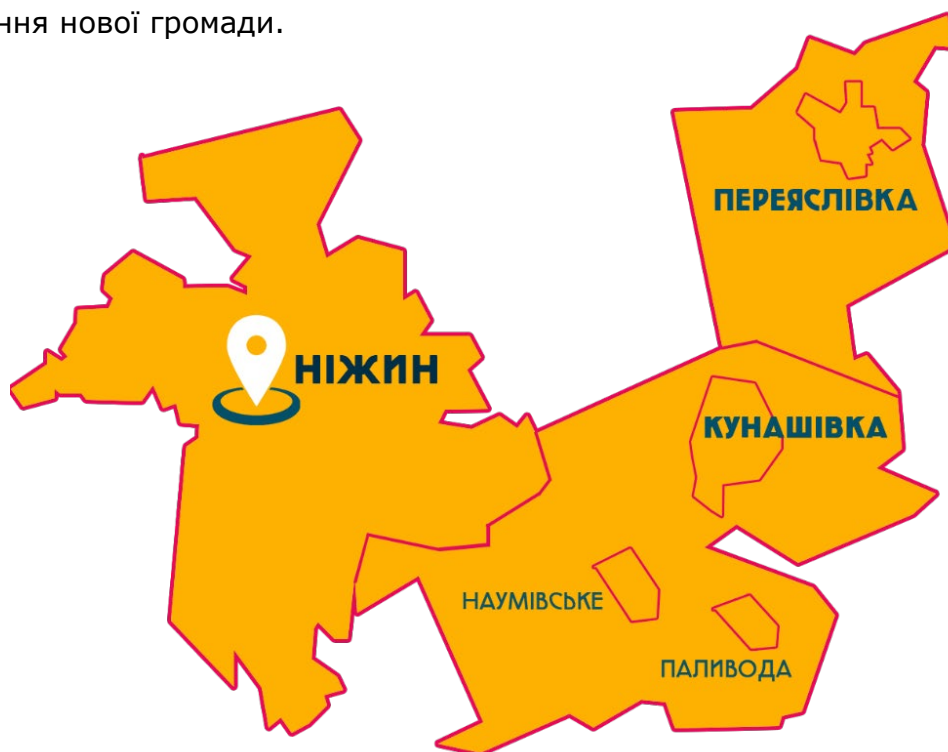 ння нової громади.
ПЕРЕЯСЛІВКА
НІЖИН
КУНАШІВКА
НАУМІВСЬКЕ
ПАЛИВОДА